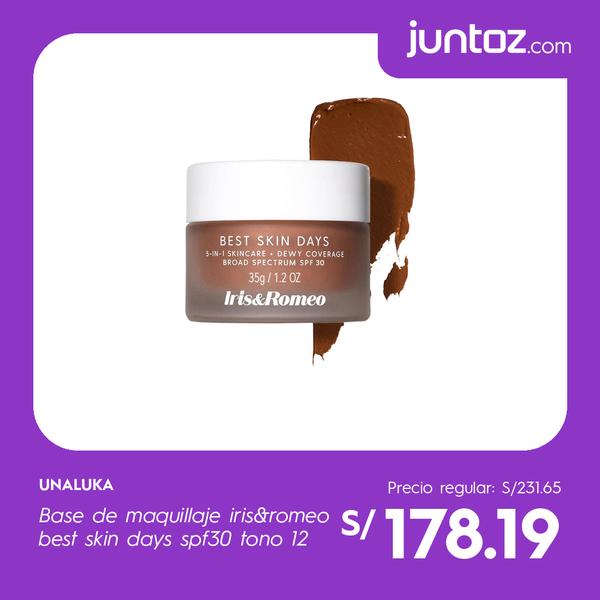 juntoz.com
BEST SKIN DAYS
5-IN-1 SKINCARE + DEWY COVERAGE
BROAD SPECTRUM SPF 30
35g / 1.2 OZ
Iris&Romeo
UNALUKA
Base de maquillaje iris&romeo
best skin days spf30 tono 12
Precio regular: S/231.65
S/178.19